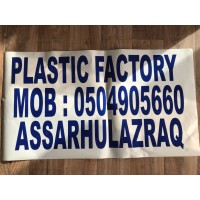 PLASTIC FACTORY
MOB : 0504905660
ASSARHULAZRAQ